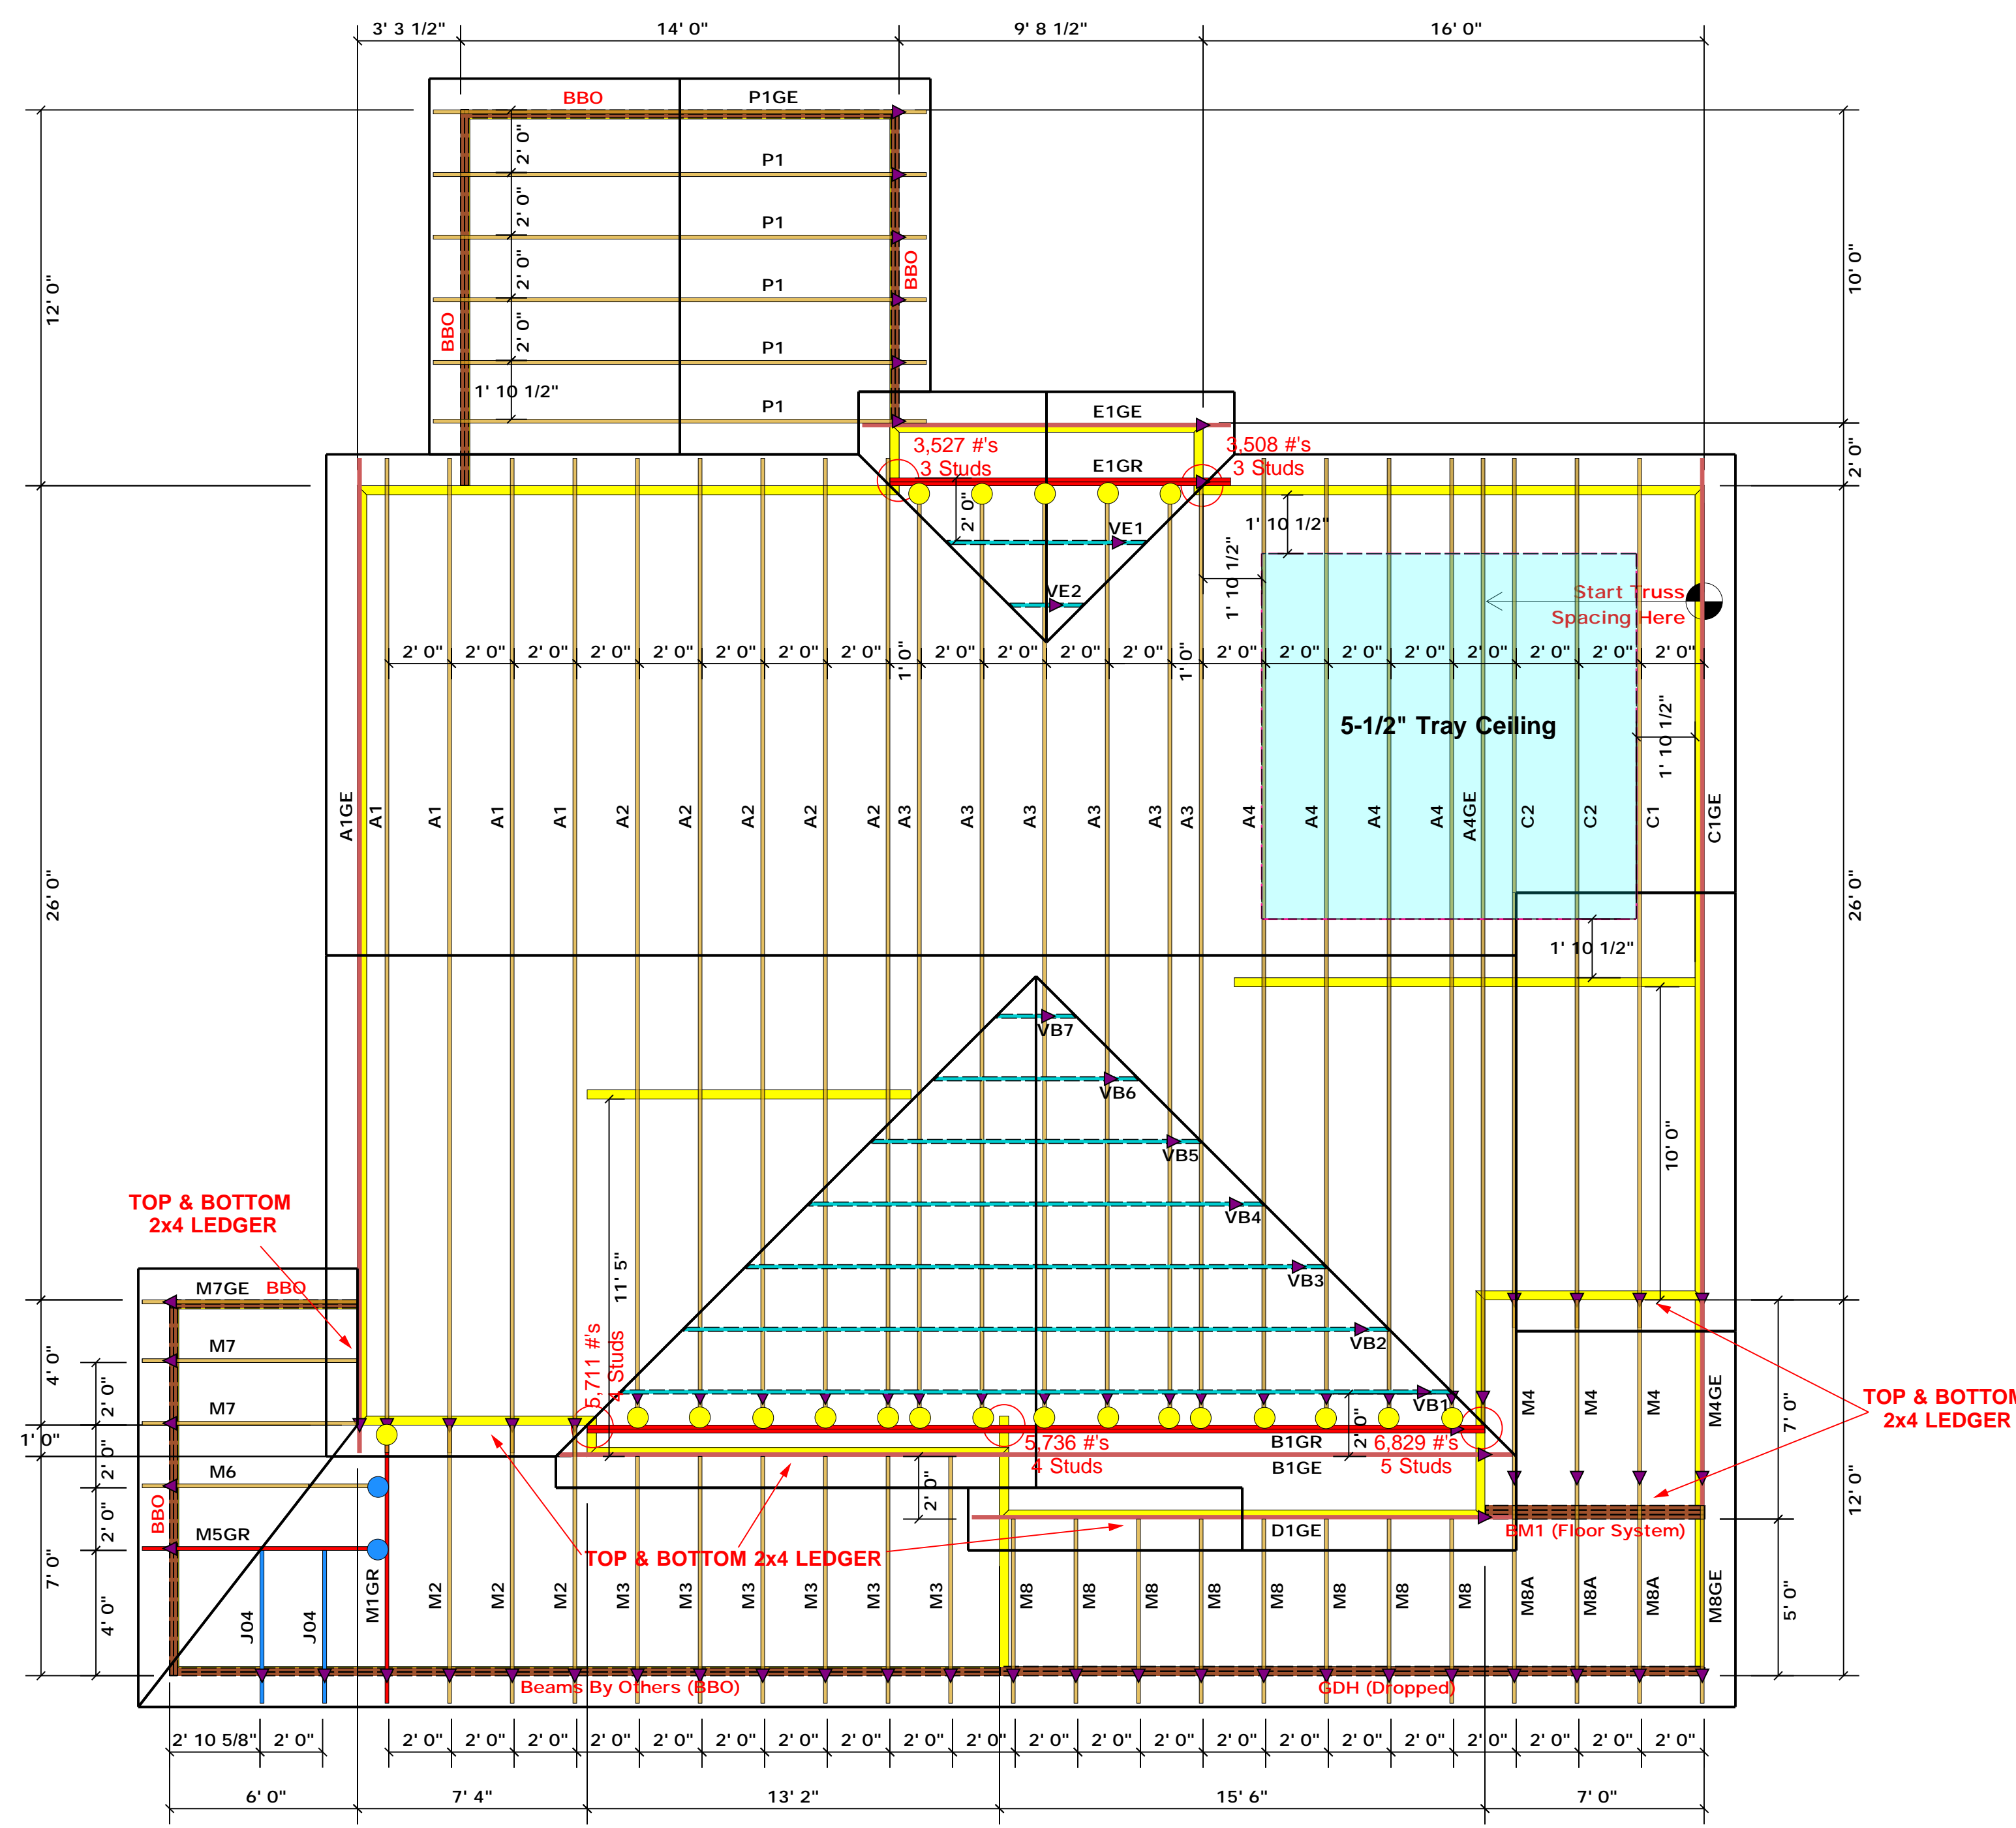 3' 3 1/2" 14' 0" 9' 8 1/2" 16' 0"
BBO P1GE
2' 0"
P1
2' 0"
P1
BBO
2' 0"
12' 0"
10' 0"
P1
BBO
2' 0"
P1
1' 10 1/2"
P1
E1GE
3,527 #'s
3 Studs
E1GR
3,508 #'s
3 Studs
2' 0"
2' 0"
1' 10 1/2"
VE1
1' 10 1/2"
VE2
Start Truss
Spacing Here
2' 0" 2' 0" 2' 0" 2' 0" 2' 0" 2' 0" 2' 0" 2' 0" 1' 0" 2' 0" 2' 0" 2' 0" 2' 0" 1' 0" 2' 0" 2' 0" 2' 0" 2' 0" 2' 0" 2' 0" 2' 0" 2' 0"
5-1/2" Tray Ceiling
1' 10 1/2"
A1GE A1 A1 A1 A1 A2 A2 A2 A2 A2 A3 A3 A3 A3 A3 A3 A4 A4 A4 A4 A4GE C2 C2 C1 C1GE
26' 0"
26' 0"
1' 10 1/2"
VB7
VB6
VB5
10' 0"
TOP & BOTTOM
2x4 LEDGER
VB4
11' 5"
VB3
M7GE BBO
VB2
M7
5,711 #'s
4 Studs
VB1
2' 0"
4' 0"
2' 0"
M7
1' 0"
2' 0"
M6
2' 0"
BBO
M5GR
7' 0"
4' 0"
B1GR
B1GE
5,736 #'s
4 Studs
6,829 #'s
5 Studs
2' 0"
D1GE
M4 M4 M4 M4GE
TOP & BOTTOM
2x4 LEDGER
7' 0"
12' 0"
5' 0"
BM1 (Floor System)
TOP & BOTTOM 2x4 LEDGER
J04 J04 M1GR M2 M2 M2 M3 M3 M3 M3 M3 M3 M8 M8 M8 M8 M8 M8 M8 M8 M8A M8A M8A M8GE
Beams By Others (BBO)
GDH (Dropped)
2' 10 5/8" 2' 0" 2' 0" 2' 0" 2' 0" 2' 0" 2' 0" 2' 0" 2' 0" 2' 0" 2' 0" 2' 0" 2' 0" 2' 0" 2' 0" 2' 0" 2' 0" 2' 0" 2' 0" 2' 0" 2' 0" 2' 0" 2' 0"
6' 0" 7' 4" 13' 2" 15' 6" 7' 0"